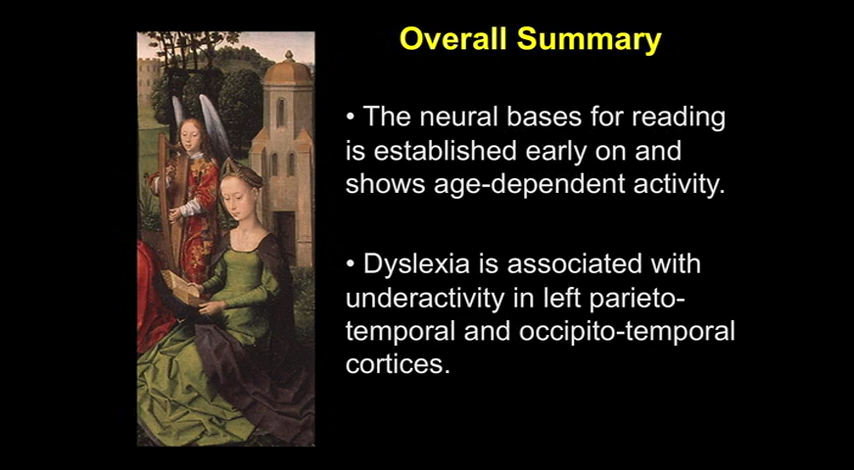 Overall Summary
• The neural bases for reading
is established early on and
shows age-dependent activity.
• Dyslexia is associated with
underactivity in left parieto-
temporal and occipito-temporal
cortices.